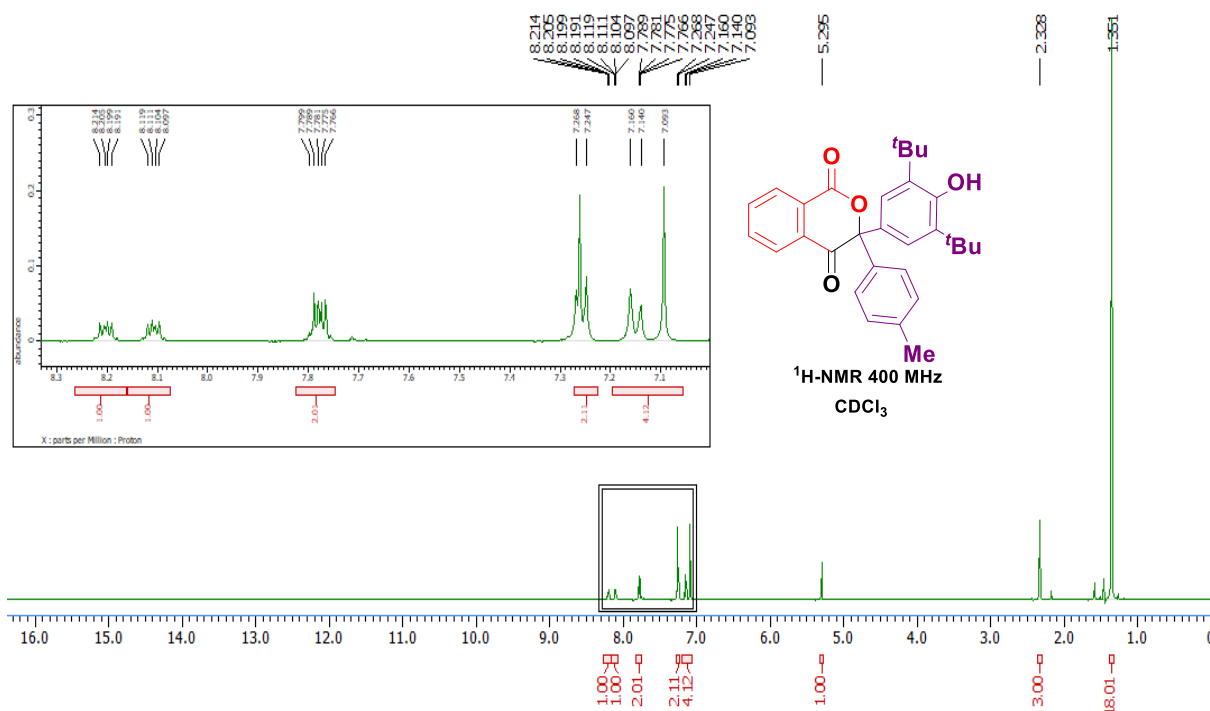 8.214
8.205
8.199
8.191
8.119
8.111
8.104
8.097
7.789
7.781
7.775
7.766
7.268
7.247
7.160
7.140
7.093
5.295
2.328
1.351
8.214
8.205
8.199
8.191
8.119
8.111
8.104
8.097
7.799
7.789
7.781
7.775
7.766
7.268
7.247
7.160
7.140
7.093
0.3
0.2
0.1
0
abundance
8.3 8.2 8.1 8.0 7.9 7.8 7.7 7.6 7.5 7.4 7.3 7.2 7.1
1.00 1.00 2.01 2.11 4.12
X : parts per Million : Proton
tBu
O
O
OH
tBu
O
Me
1H-NMR 400 MHz
CDCl3
16.0 15.0 14.0 13.0 12.0 11.0 10.0 9.0 8.0 7.0 6.0 5.0 4.0 3.0 2.0 1.0 0
1.00 1.00 2.01 2.11 4.12 1.00 3.00 18.01